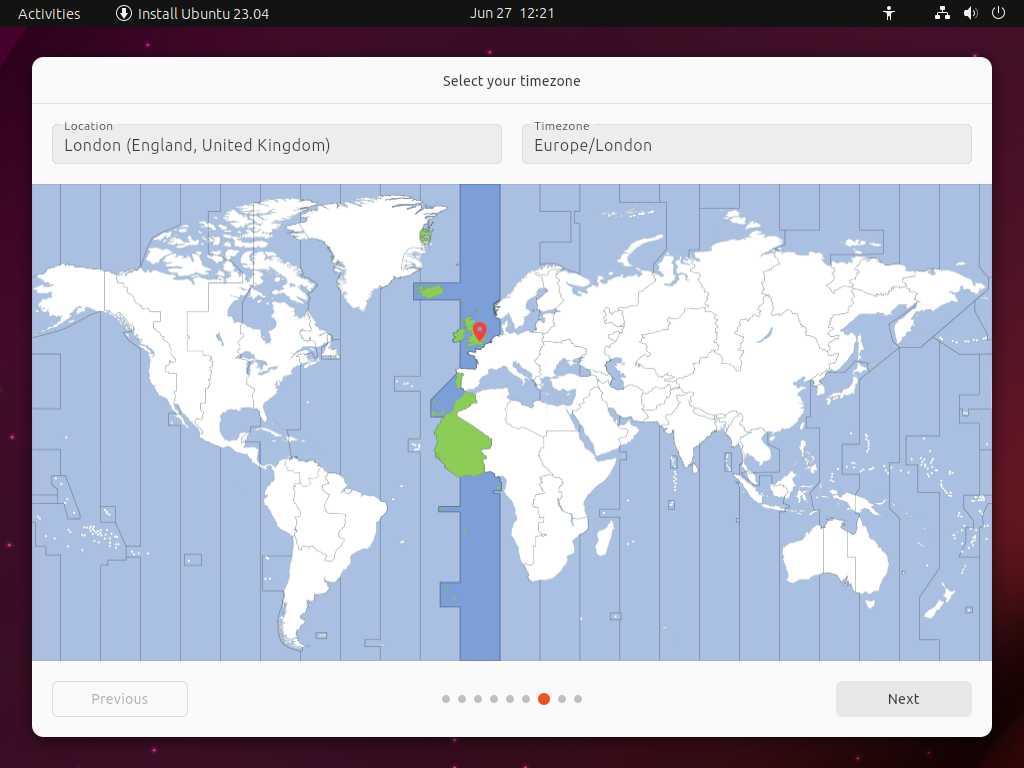 Activities Install Ubuntu 23.04 Jun 27 12:21
Select your timezone
Location
London (England, United Kingdom)
Timezone
Europe/London
Previous
Next